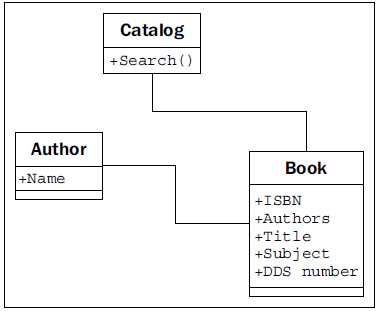 Catalog
+Search()
Author
+Name
Book
+ISBN
+Authors
+Title
+Subject
+DDS number